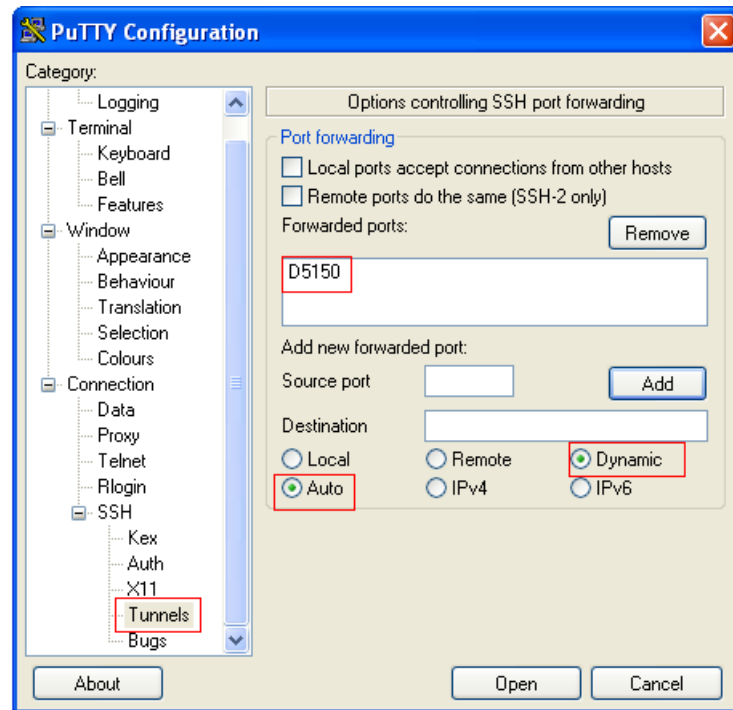 PuTTY Configuration
Category:
Logging
Terminal
Keyboard
Bell
Features
Window
Appearance
Behaviour
Translation
Selection
Colours
Connection
Data
Proxy
Telnet
Rlogin
SSH
Kex
Auth
X11
Tunnels
Bugs
Options controlling SSH port forwarding
Port forwarding
Local ports accept connections from other hosts
Remote ports do the same (SSH-2 only)
Forwarded ports:
Remove
D5150
Add new forwarded port:
Source port
Add
Destination
Local
Remote
Dynamic
Auto
IPv4
IPv6
About
Open
Cancel